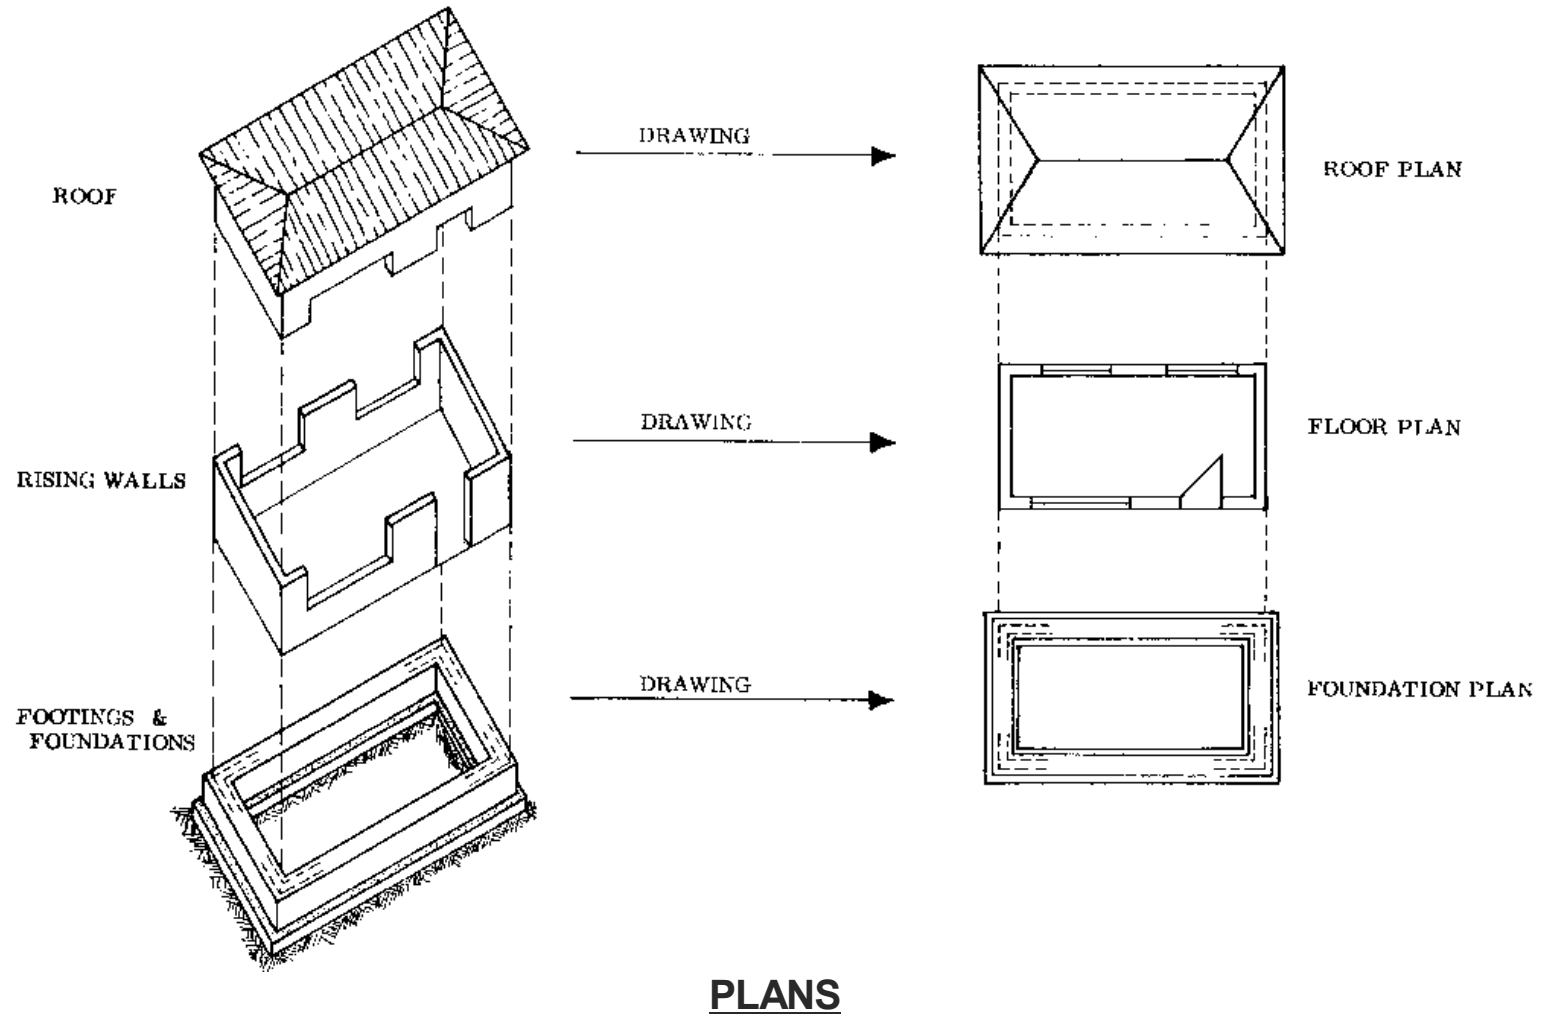 ROOF
DRAWING
ROOF PLAN
RISING WALLS
DRAWING
FLOOR PLAN
FOOTINGS &
FOUNDATIONS
DRAWING
FOUNDATION PLAN
PLANS